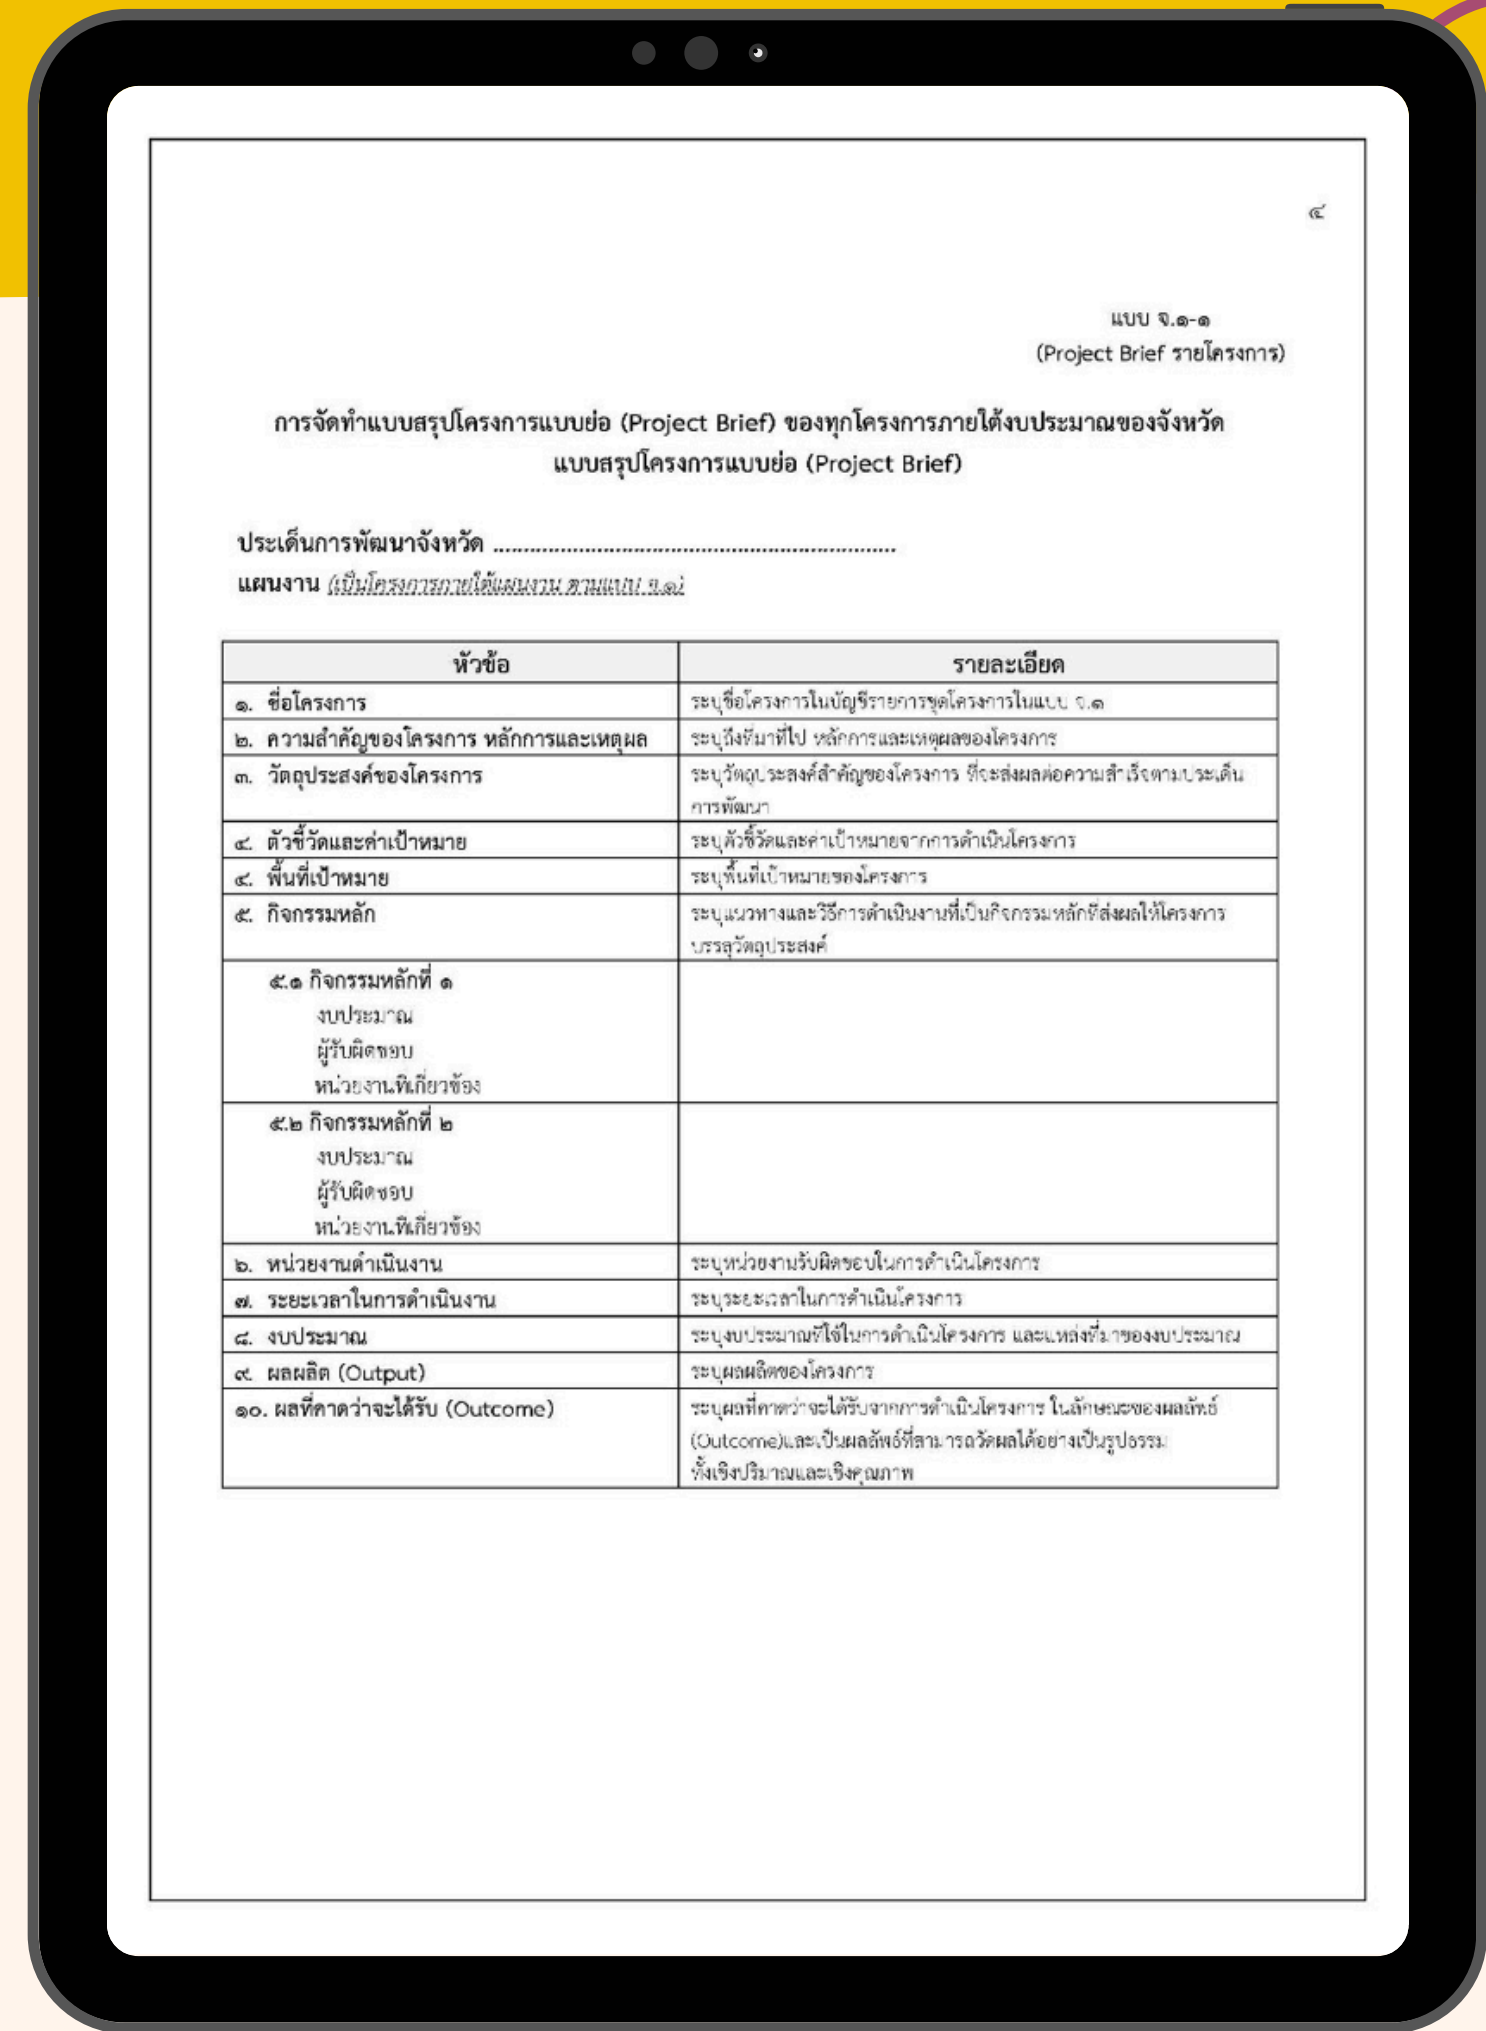 ๔
แบบ จ.๑-๑
(Project Brief รายโครงการ)
การจัดทำแบบสรุปโครงการแบบย่อ (Project Brief) ของทุกโครงการภายใต้งบประมาณของจังหวัด
แบบสรุปโครงการแบบย่อ (Project Brief)
ประเด็นการพัฒนาจังหวัด ..................................................................
แผนงาน (เป็นโครงการภายใต้แผนงาน ตามแบบ จ.๑)
หัวข้อ รายละเอียด
๑. ชื่อโครงการ ระบุชื่อโครงการในบัญชีรายการชุดโครงการในแบบ จ.๑
๒. ความสำคัญของโครงการ หลักการและเหตุผล ระบุถึงที่มาที่ไป หลักการและเหตุผลของโครงการ
๓. วัตถุประสงค์ของโครงการ ระบุวัตถุประสงค์สำคัญของโครงการ ที่จะส่งผลต่อความสำเร็จตามประเด็น
การพัฒนา
๔. ตัวชี้วัดและค่าเป้าหมาย ระบุตัวชี้วัดและค่าเป้าหมายจากการดำเนินโครงการ
๔. พื้นที่เป้าหมาย ระบุพื้นที่เป้าหมายของโครงการ
๕. กิจกรรมหลัก ระบุแนวทางและวิธีการดำเนินงานที่เป็นกิจกรรมหลักที่ส่งผลให้โครงการ
บรรลุวัตถุประสงค์
๕.๑ กิจกรรมหลักที่ ๑
งบประมาณ
ผู้รับผิดชอบ
หน่วยงานที่เกี่ยวข้อง
๕.๒ กิจกรรมหลักที่ ๒
งบประมาณ
ผู้รับผิดชอบ
หน่วยงานที่เกี่ยวข้อง
๖. หน่วยงานดำเนินงาน ระบุหน่วยงานรับผิดชอบในการดำเนินโครงการ
๗. ระยะเวลาในการดำเนินงาน ระบุระยะเวลาในการดำเนินโครงการ
๘. งบประมาณ ระบุงบประมาณที่ใช้ในการดำเนินโครงการ และแหล่งที่มาของงบประมาณ
๙. ผลผลิต (Output) ระบุผลผลิตของโครงการ
๑๐. ผลที่คาดว่าจะได้รับ (Outcome) ระบุผลที่คาดว่าจะได้รับจากการดำเนินโครงการ ในลักษณะของผลลัพธ์
(Outcome)และเป็นผลลัพธ์ที่สามารถวัดผลได้อย่างเป็นรูปธรรม
ทั้งเชิงปริมาณและเชิงคุณภาพ